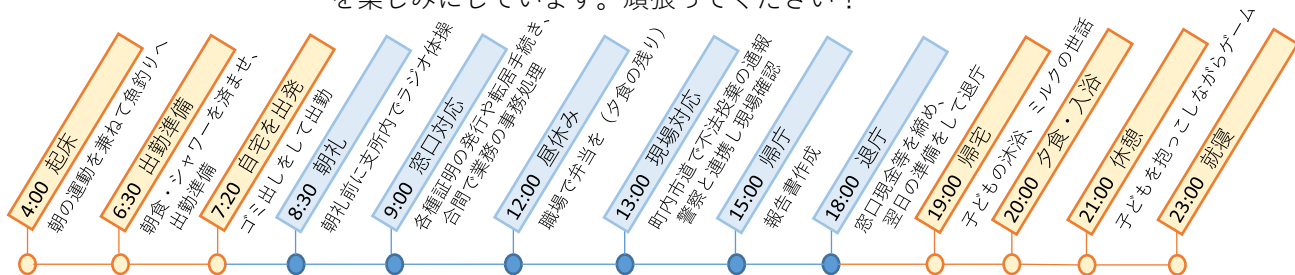 を楽しみにしています。頑張ってください！
4:00 起床
朝の運動を兼ねて魚釣りへ
6:30 出勤準備
朝食・シャワーを済ませ、
出勤準備
7:20 自宅を出発
ゴミ出しをして出勤
8:30 朝礼
朝礼前に支所内でラジオ体操
9:00 窓口対応
各種証明の発行や転居手続き、
合間で業務の事務処理
12:00 昼休み
職場で弁当を（夕食の残り）
13:00 現場対応
町内市道で不法投棄の通報
警察と連携し現場確認
15:00 帰庁
報告書作成
18:00 退庁
窓口現金等を締め、
翌日の準備をして退庁
19:00 帰宅
子どもの沐浴、ミルクの世話
20:00 夕食・入浴
21:00 休憩
子どもを抱っこしながらゲーム
23:00 就寝